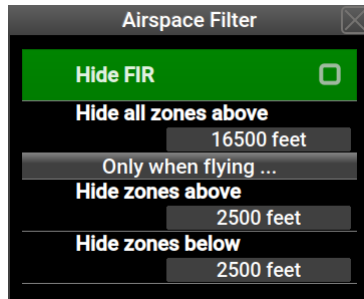 Airspace Filter
Hide FIR
Hide all zones above
16500 feet
Only when flying ...
Hide zones above
2500 feet
Hide zones below
2500 feet